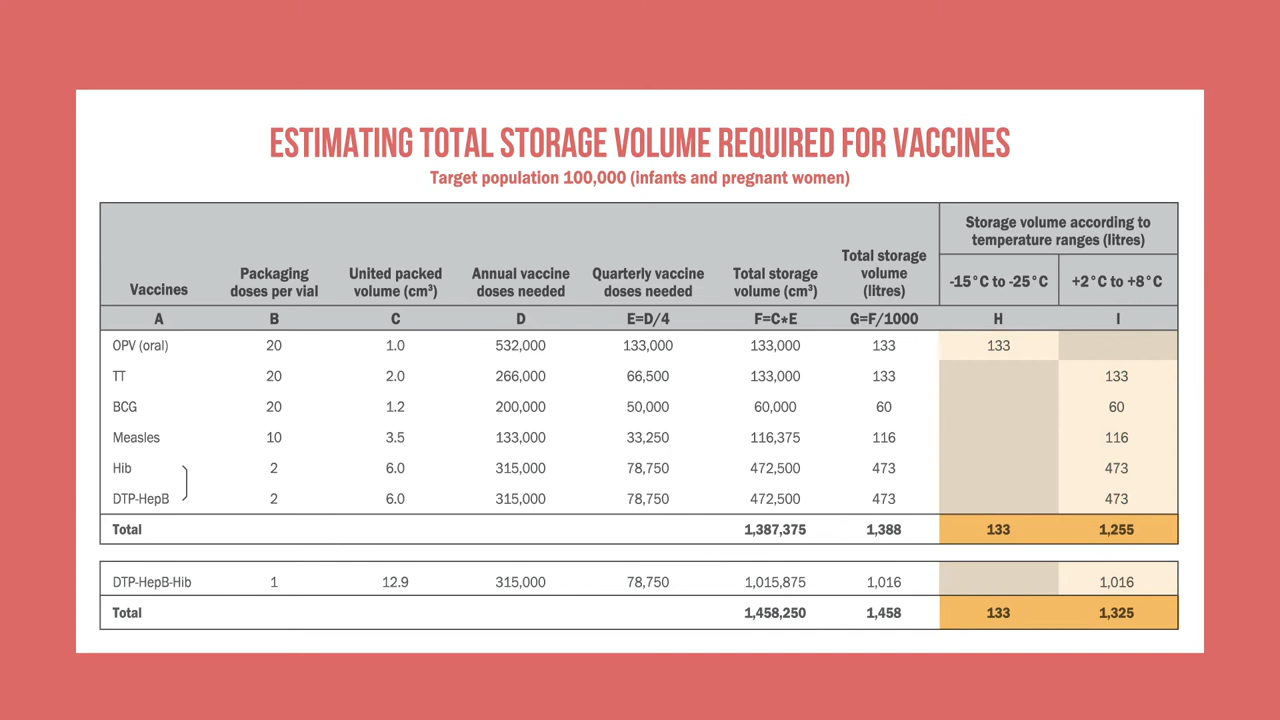 ESTIMATING TOTAL STORAGE VOLUME REQUIRED FOR VACCINES
Target population 100,000 (infants and pregnant women)
Vaccines
Packaging
doses per vial
United packed
volume (cm³)
Annual vaccine
doses needed
Quarterly vaccine
doses needed
Total storage
volume (cm³)
Total storage
volume
(litres)
Storage volume according to
temperature ranges (litres)
-15°C to -25°C
+2°C to +8°C
A B C D E=D/4 F=C*E G=F/1000 H I
OPV (oral) 20 1.0 532,000 133,000 133,000 133 133
TT 20 2.0 266,000 66,500 133,000 133 133
BCG 20 1.2 200,000 50,000 60,000 60 60
Measles 10 3.5 133,000 33,250 116,375 116 116
Hib 2 6.0 315,000 78,750 472,500 473 473
DTP-HepB 2 6.0 315,000 78,750 472,500 473 473
Total 1,387,375 1,388 133 1,255
DTP-HepB-Hib 1 12.9 315,000 78,750 1,015,875 1,016 1,016
Total 1,458,250 1,458 133 1,325